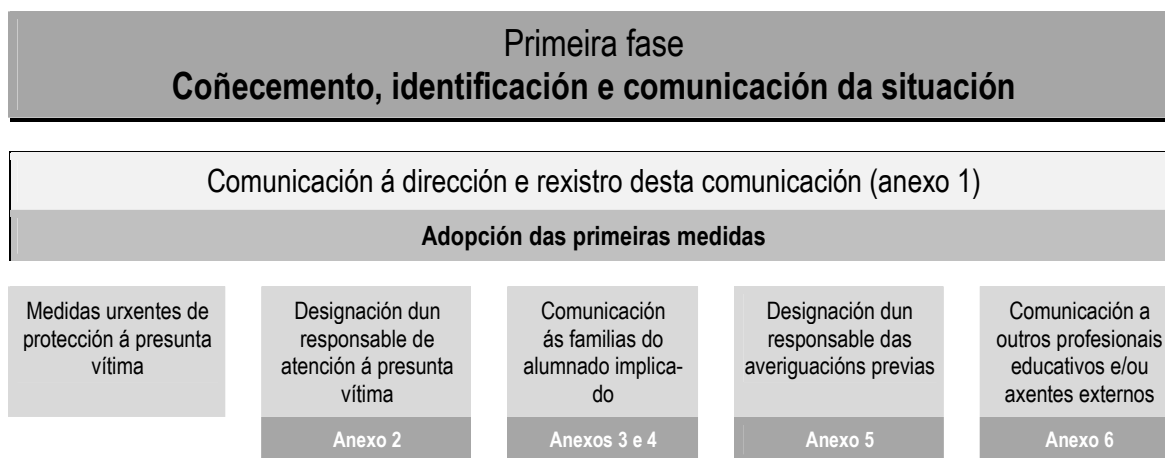 Primeira fase
Coñecemento, identificación e comunicación da situación
Comunicación á dirección e rexistro desta comunicación (anexo 1)
Adopción das primeiras medidas
Medidas urxentes de
protección á presunta
vítima
Designación dun
responsable de
atención á presunta
vítima
Anexo 2
Comunicación
ás familias do
alumnado implica-
do
Anexos 3 e 4
Designación dun
responsable das
averiguacións previas
Anexo 5
Comunicación a
outros profesionais
educativos e/ou
axentes externos
Anexo 6